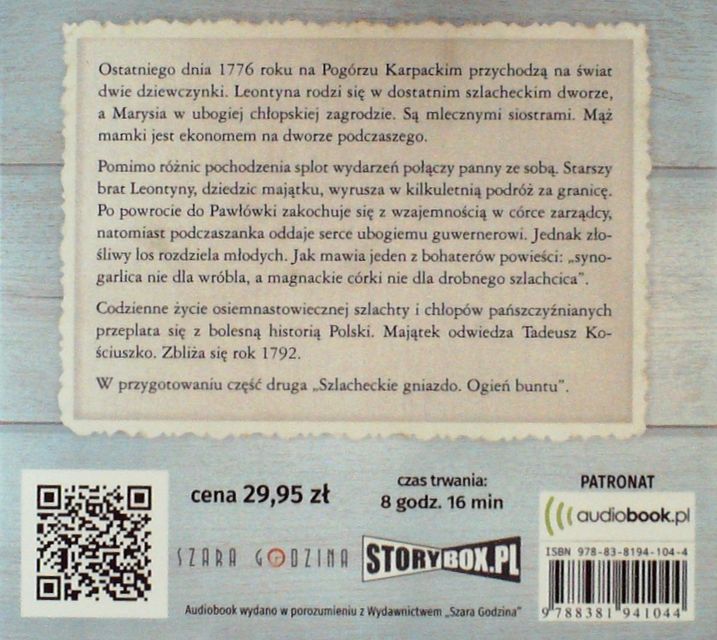 Ostatniego dnia 1776 roku na Pogórzu Karpackim przychodzą na świat
dwie dziewczynki. Leontyna rodzi się w dostatnim szlacheckim dworze,
a Marysia w ubogiej chłopskiej zagrodzie. Są mlecznymi siostrami. Mąż
mamki jest ekonomem na dworze podczaszego.
Pomimo różnic pochodzenia splot wydarzeń połączy panny ze sobą. Starszy
brat Leontyny, dziedzic majątku, wyrusza w kilkuletnią podróż za granicę.
Po powrocie do Pawłówki zakochuje się z wzajemnością w córce zarządcy,
natomiast podczaszanka oddaje serce ubogiemu guwernerowi. Jednak zło-
śliwy los rozdziela młodych. Jak mawia jeden z bohaterów powieści: „syno-
garlica nie dla wróbla, a magnackie córki nie dla drobnego szlachcica”.
Codzienne życie osiemnastowiecznej szlachty i chłopów pańszczyźnianych
przeplata się z bolesną historią Polski. Majątek odwiedza Tadeusz Ko-
ściuszko. Zbliża się rok 1792.
W przygotowaniu część druga „Szlacheckie gniazdo. Ogień buntu”.
cena 29,95 zł
czas trwania:
8 godz. 16 min
PATRONAT
audiobook.pl
SZARA GODZINA
STORYBOX.PL
ISBN 978-83-8194-104-4
9 788381 941044
Audiobook wydano w porozumieniu z Wydawnictwem „Szara Godzina”